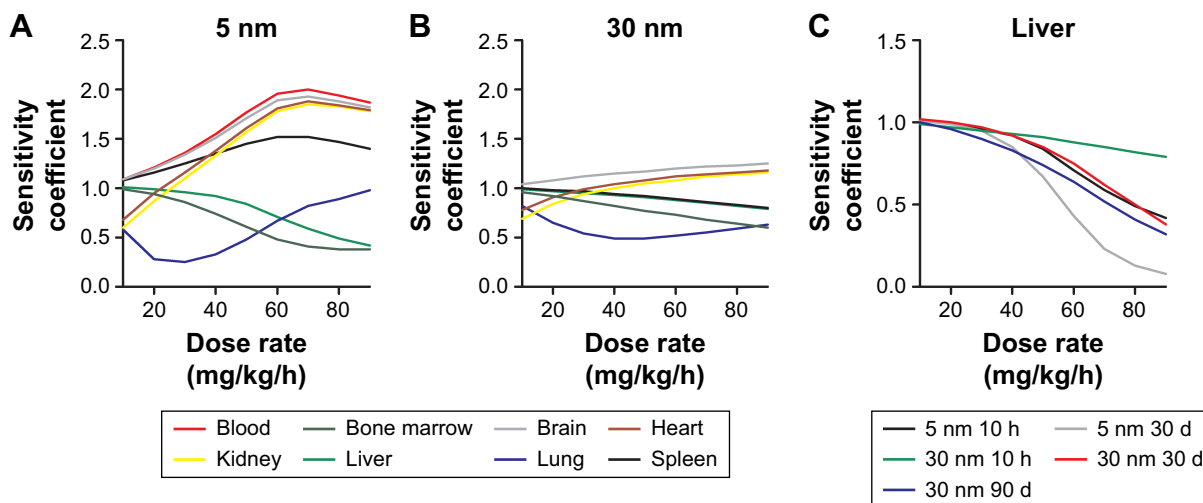 A
5 nm
2.5
2.0
1.5
1.0
0.5
0.0
Sensitivity
coefficient
20
40
60
80
Dose rate
(mg/kg/h)
B
30 nm
2.5
2.0
1.5
1.0
0.5
0.0
Sensitivity
coefficient
20
40
60
80
Dose rate
(mg/kg/h)
C
Liver
1.5
1.0
0.5
0.0
Sensitivity
coefficient
20
40
60
80
Dose rate
(mg/kg/h)
Blood
Bone marrow
Brain
Heart
Kidney
Liver
Lung
Spleen
5 nm 10 h
5 nm 30 d
30 nm 10 h
30 nm 30 d
30 nm 90 d